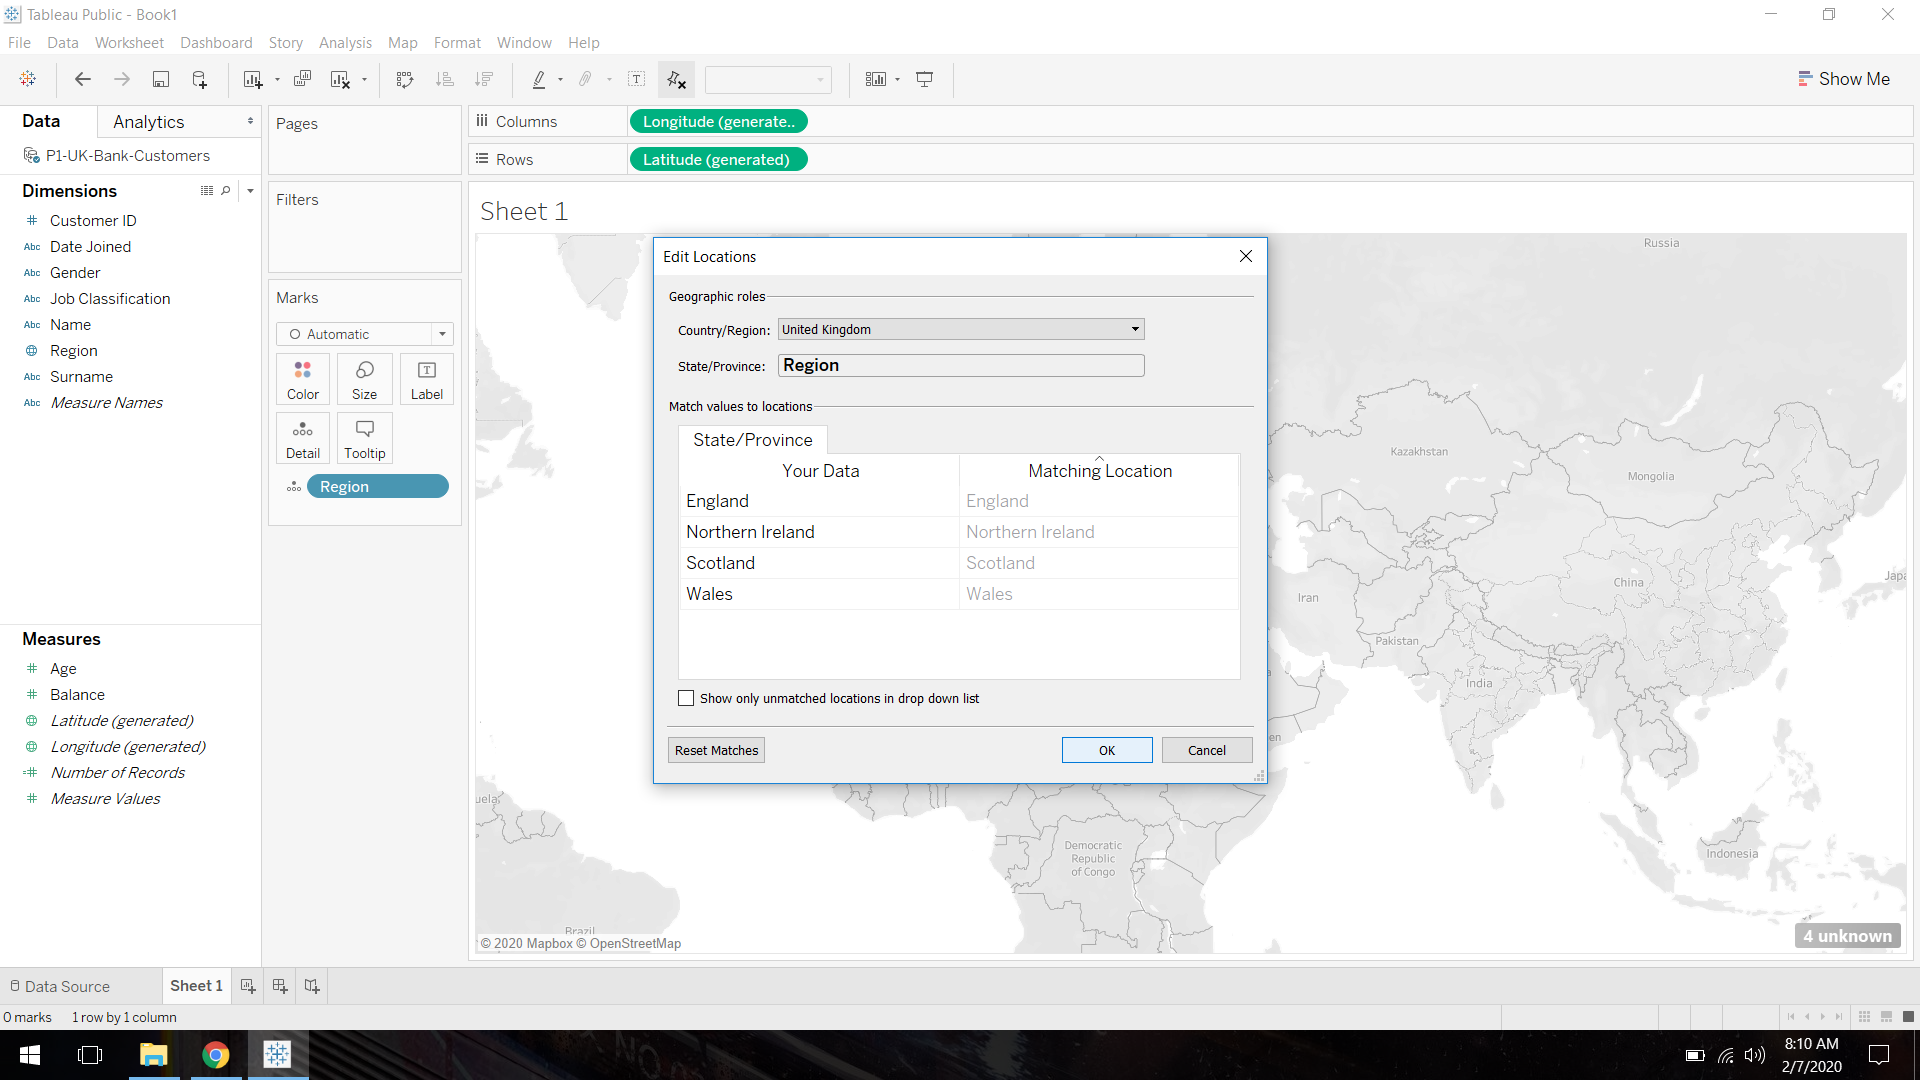 Tableau Public - Book1
File Data Worksheet Dashboard Story Analysis Map Format Window Help
Show Me
Data
Analytics
P1-UK-Bank-Customers
Dimensions
# Customer ID
Abc Date Joined
Abc Gender
Abc Job Classification
Abc Name
Region
Abc Surname
Abc Measure Names
Measures
# Age
# Balance
Latitude (generated)
Longitude (generated)
=# Number of Records
# Measure Values
Pages
Filters
Marks
Automatic
Color Size Label
Detail Tooltip
Region
Columns
Longitude (generate..
Rows
Latitude (generated)
Sheet 1
Edit Locations
Geographic roles
Country/Region: United Kingdom
State/Province: Region
Match values to locations
State/Province
Your Data Matching Location
England England
Northern Ireland Northern Ireland
Scotland Scotland
Wales Wales
Show only unmatched locations in drop down list
Reset Matches OK Cancel
Russia
Kazakhstan
Mongolia
China
Japa
Iran
Pakistan
India
Indonesia
Democratic
Republic
of Congo
uela
en
Brazil
© 2020 Mapbox © OpenStreetMap
4 unknown
Data Source Sheet 1
0 marks 1 row by 1 column
8:10 AM
2/7/2020